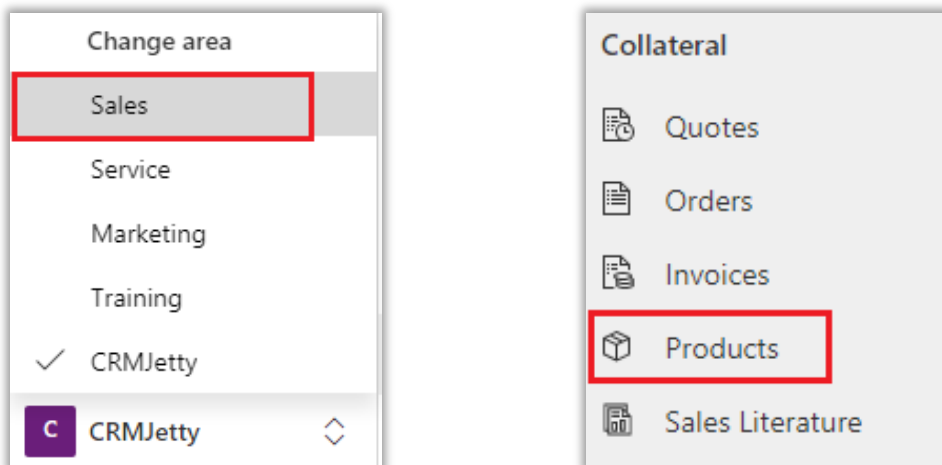 Change area
Sales
Service
Marketing
Training
CRMJetty
C CRMJetty
Collateral
Quotes
Orders
Invoices
Products
Sales Literature